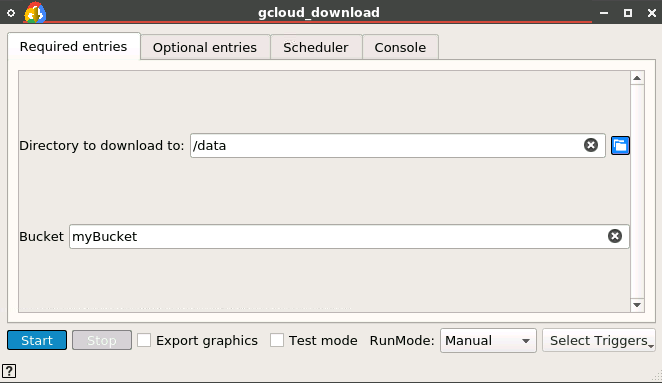 gcloud_download
Required entries Optional entries Scheduler Console
Directory to download to: /data
Bucket myBucket
Start Stop Export graphics Test mode RunMode: Manual Select Triggers
?